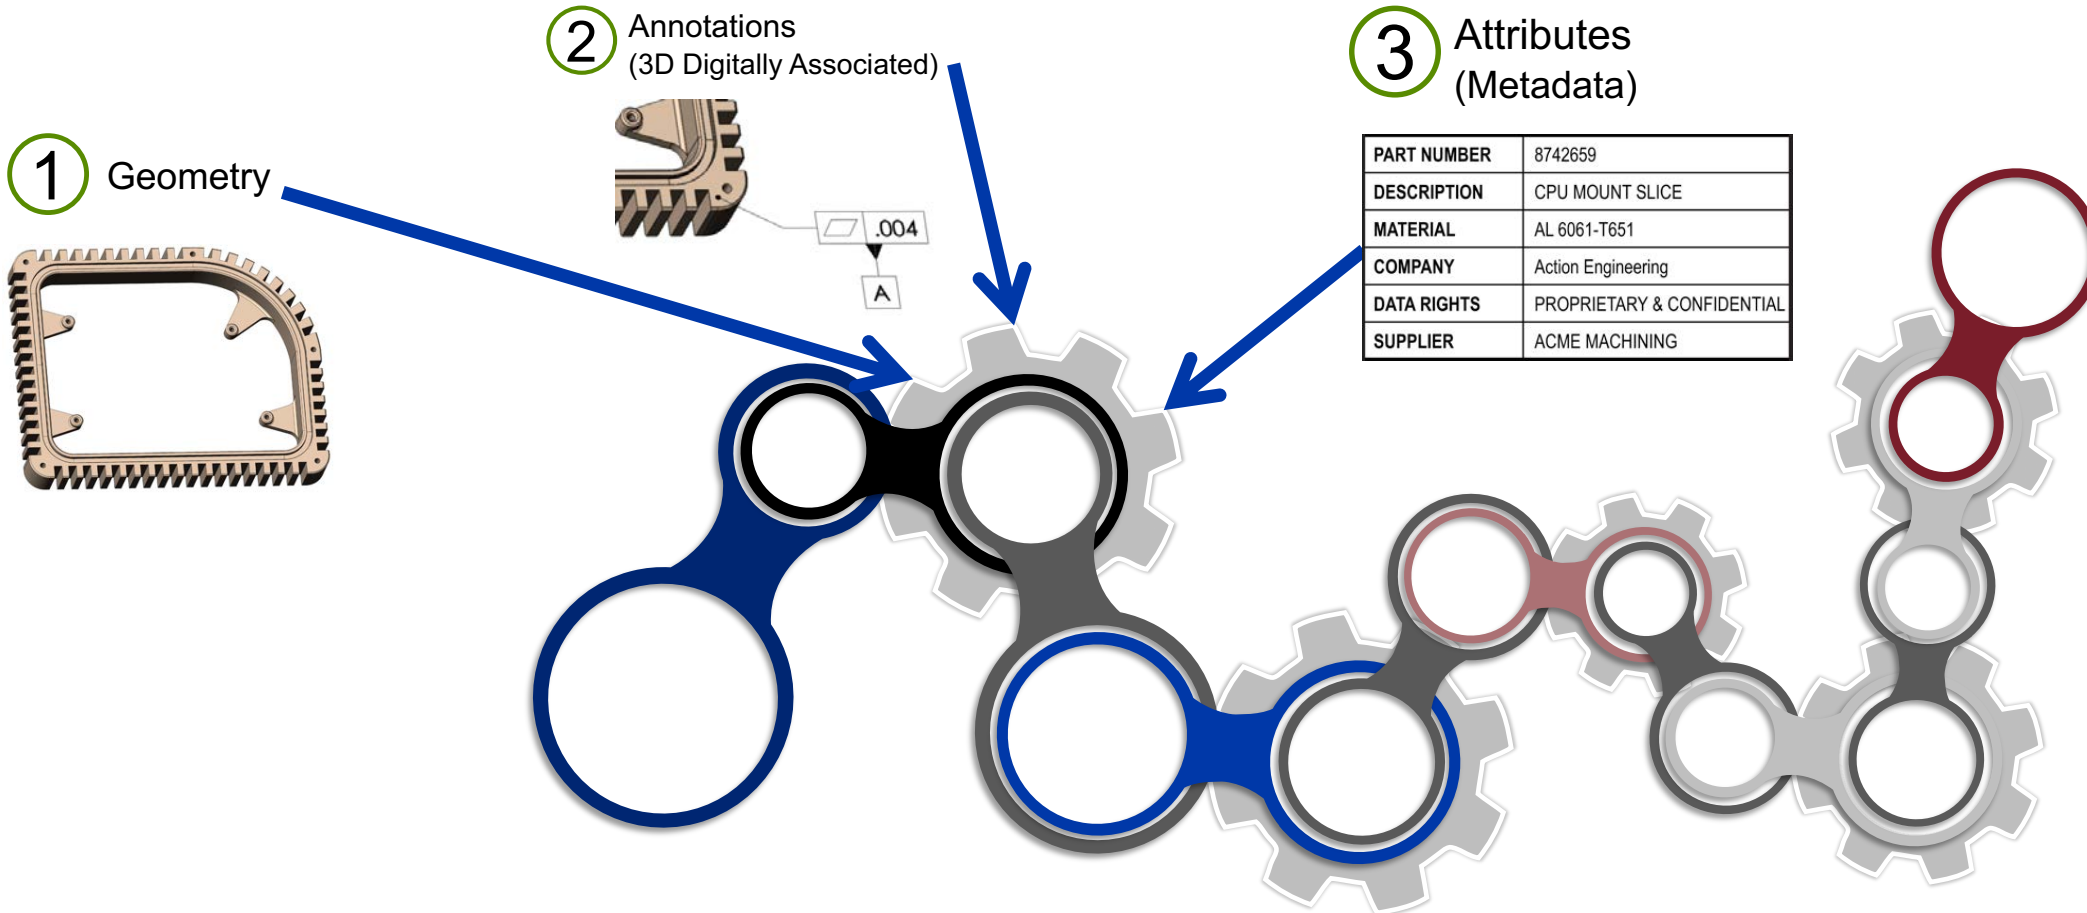 1
Geometry
2
Annotations
(3D Digitally Associated)
.004
A
3
Attributes
(Metadata)
PART NUMBER 8742659
DESCRIPTION CPU MOUNT SLICE
MATERIAL AL 6061-T651
COMPANY Action Engineering
DATA RIGHTS PROPRIETARY & CONFIDENTIAL
SUPPLIER ACME MACHINING